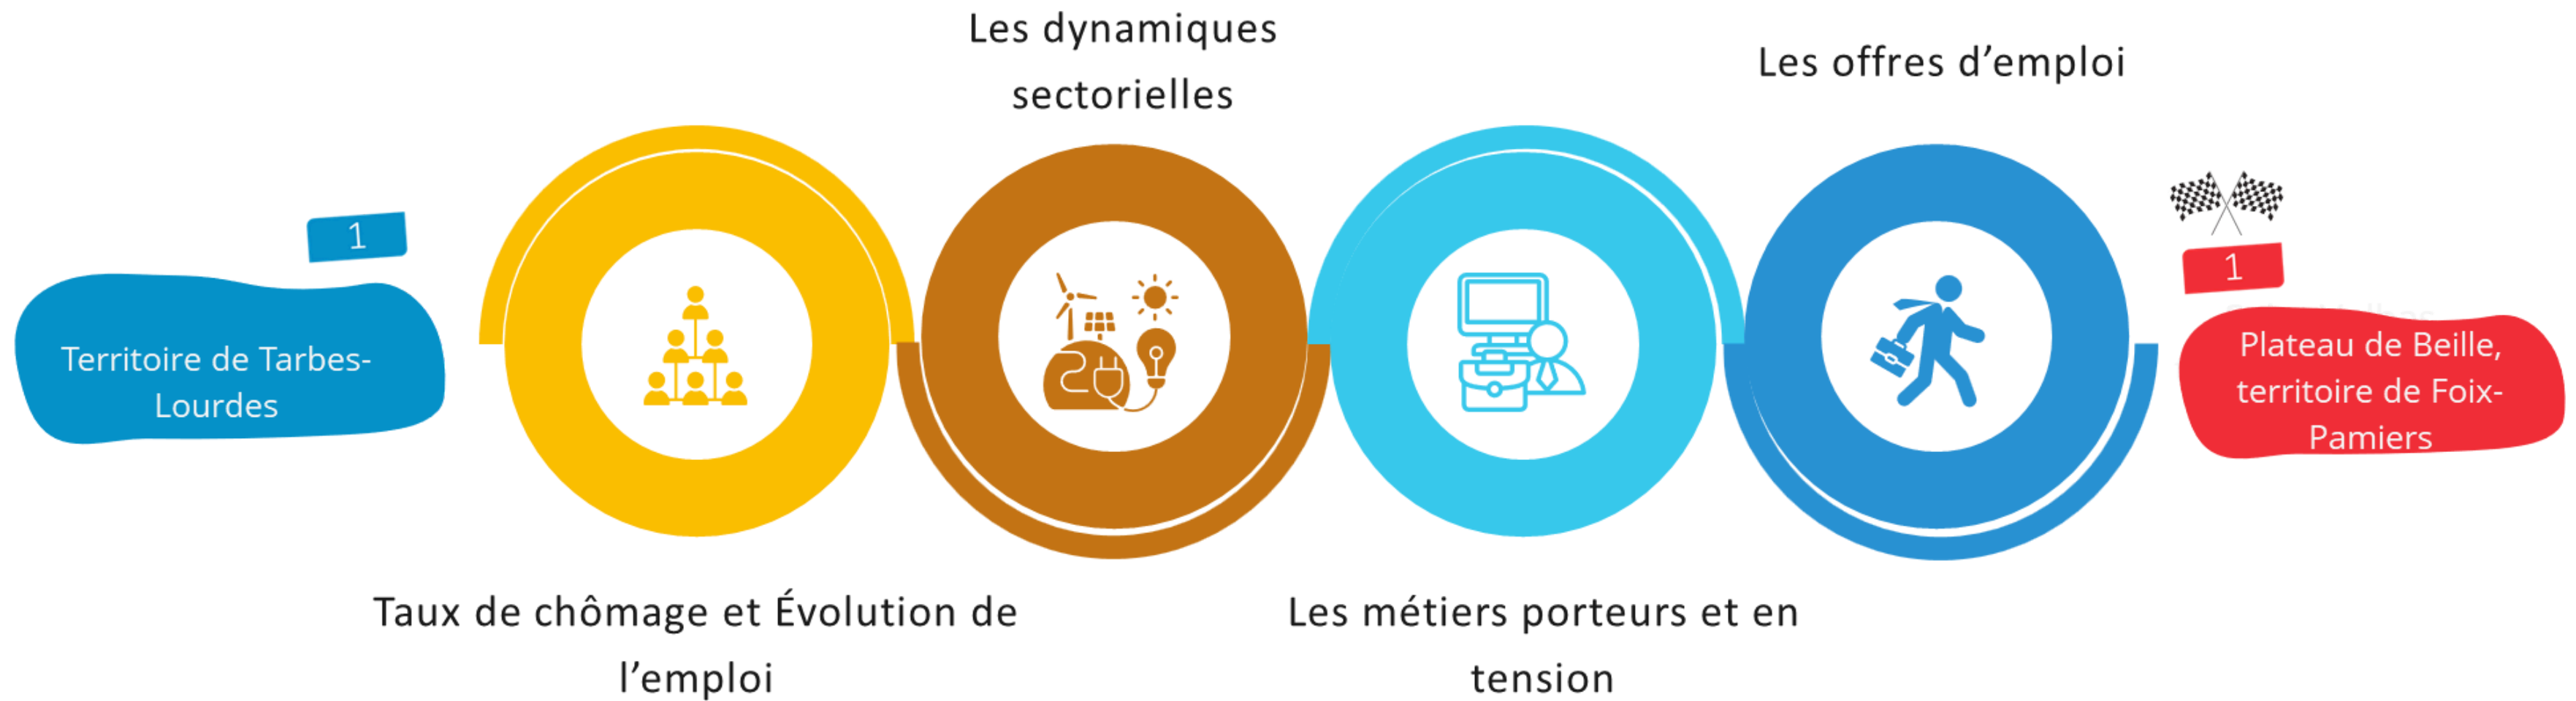 Les dynamiques
sectorielles
Les offres d’emploi
1
Territoire de Tarbes-
Lourdes
1
Plateau de Beille,
territoire de Foix-
Pamiers
Taux de chômage et Évolution de
l’emploi
Les métiers porteurs et en
tension